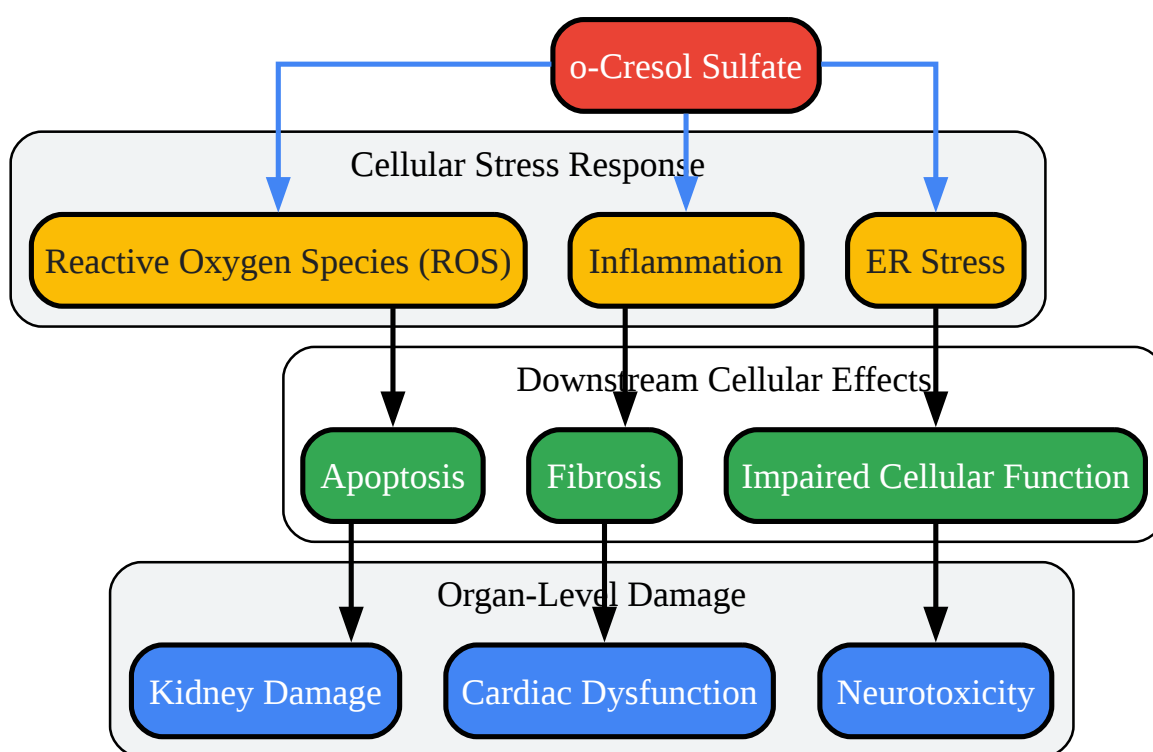 o-Cresol Sulfate
Cellular Stress Response
Reactive Oxygen Species (ROS)
Inflammation
ER Stress
Downstream Cellular Effects
Apoptosis
Fibrosis
Impaired Cellular Function
Organ-Level Damage
Kidney Damage
Cardiac Dysfunction
Neurotoxicity